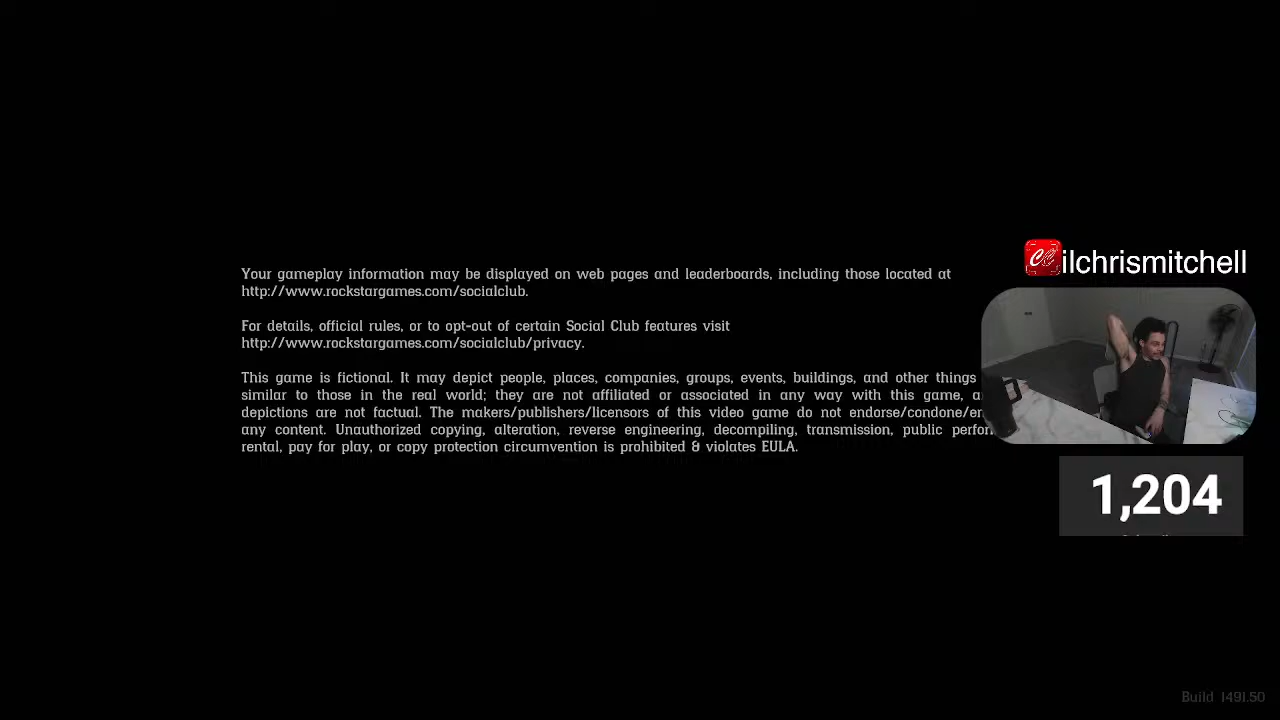 Your gameplay information may be displayed on web pages and leaderboards, including those located at
http://www.rockstargames.com/socialclub.
For details, official rules, or to opt-out of certain Social Club features visit
http://www.rockstargames.com/socialclub/privacy.
This game is fictional. It may depict people, places, companies, groups, events, buildings, and other things
similar to those in the real world; they are not affiliated or associated in any way with this game,
depictions are not factual. The makers/publishers/licensors of this video game do not endorse/condone/
any content. Unauthorized copying, alteration, reverse engineering, decompiling, transmission, public
rental, pay for play, or copy protection circumvention is prohibited & violates EULA.
ilchrismitchell
1,204
Build 1491.50